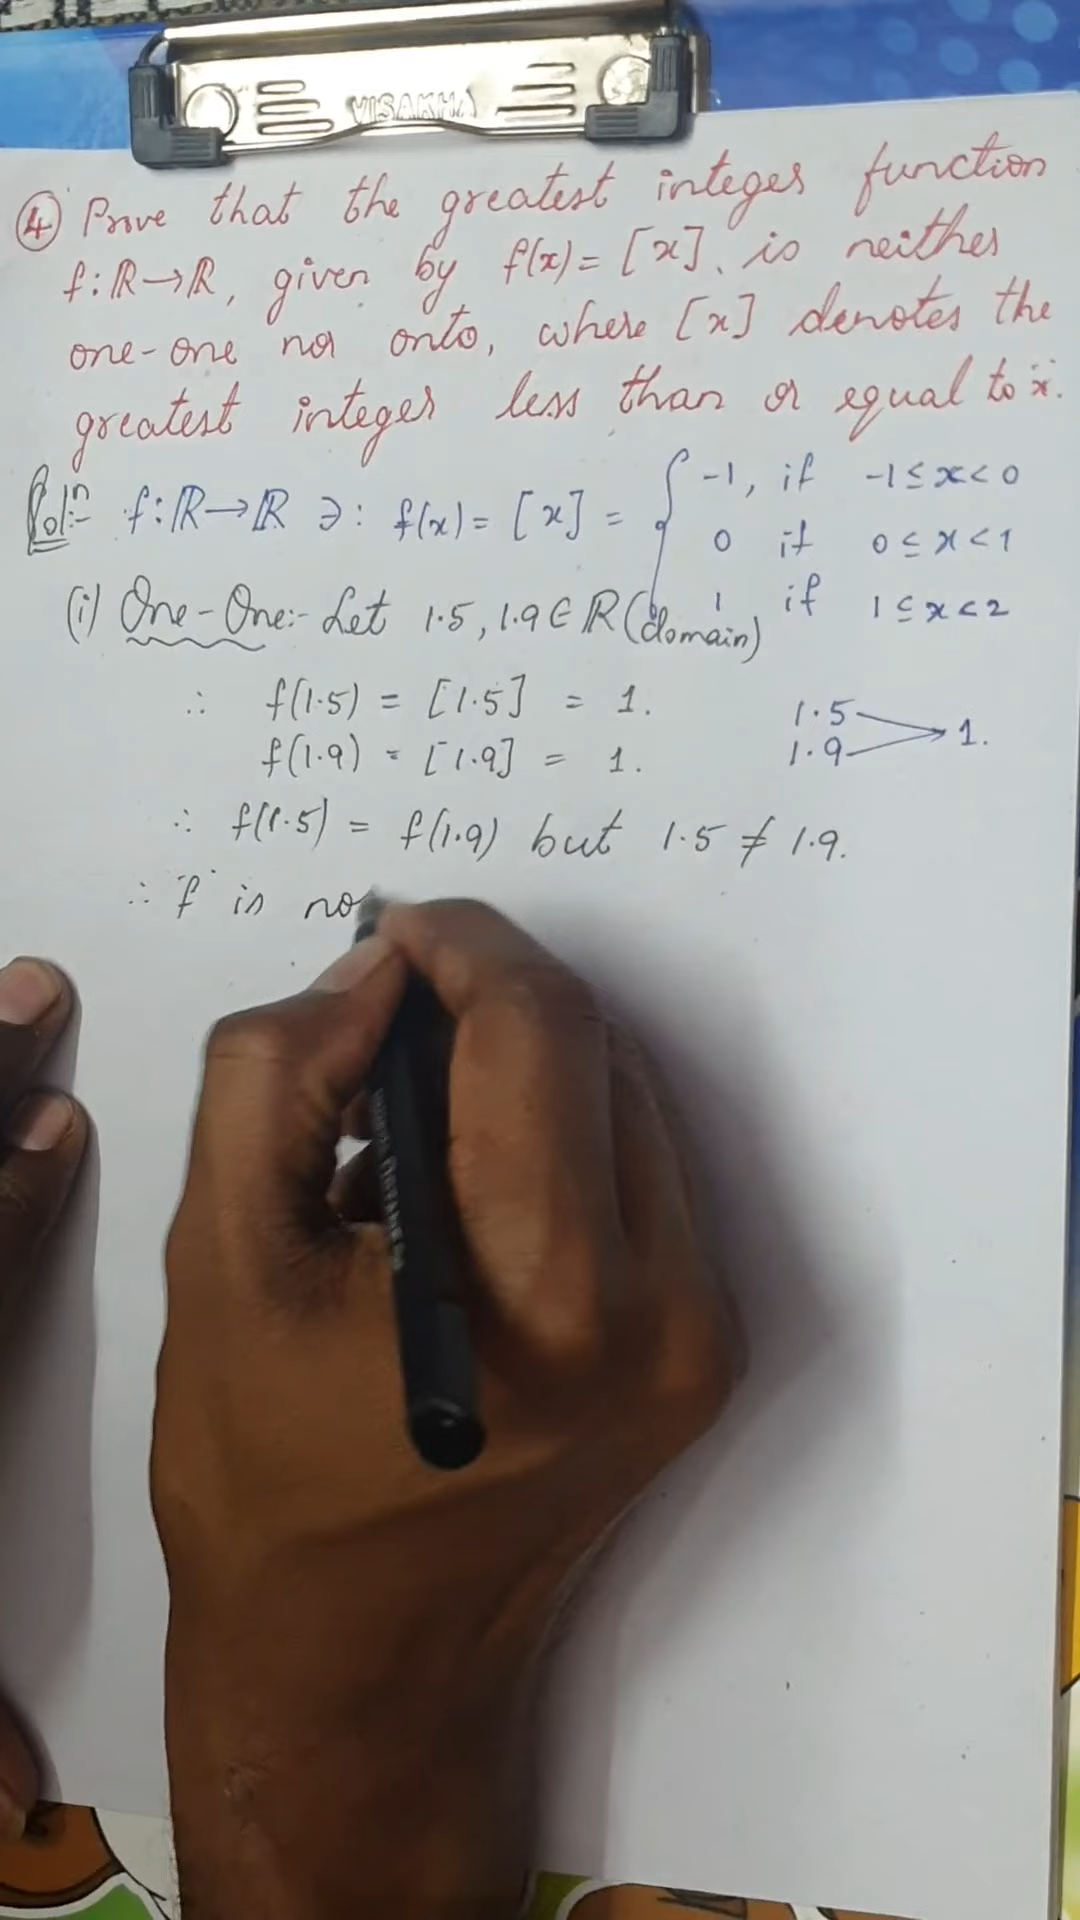 VISAKHA
④ Prove that the greatest integer function
f:ℝ→ℝ, given by f(x)=[x], is neither
one-one nor onto, where [x] denotes the
greatest integer less than or equal to x.
Sol:- f:ℝ→ℝ ∋: f(x)=[x]= { -1, if -1≤x<0
0 if 0≤x<1
1 if 1≤x<2
(i) One-One:- Let 1.5, 1.9∈ℝ(domain)
∴ f(1.5) = [1.5] = 1.
f(1.9) = [1.9] = 1.
1.5
1.9 → 1.
∴ f(1.5) = f(1.9) but 1.5 ≠ 1.9.
∴ f is no